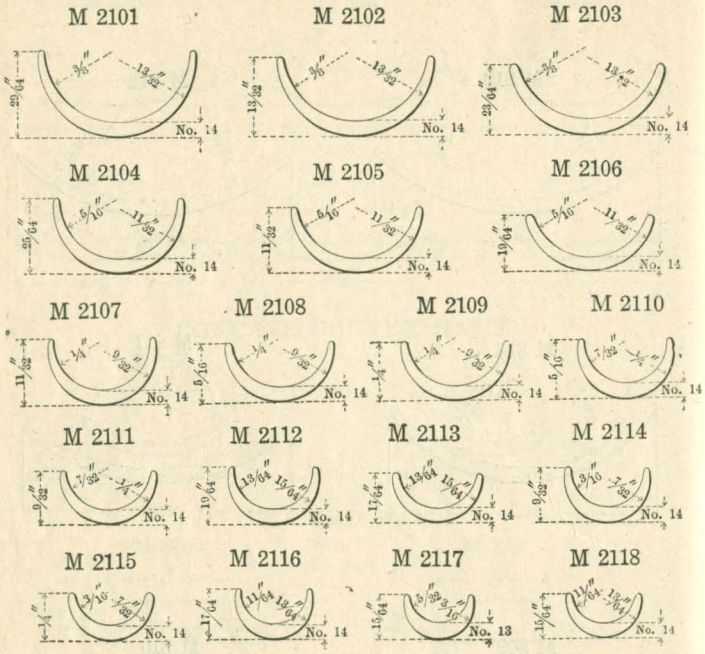 M 2101 M 2102 M 2103
29/64" 3/8" 13/32" No. 14 13/32" 3/8" 13/32" No. 14 23/64" 3/8" 13/32" No. 14
M 2104 M 2105 M 2106
25/64" 5/16" 11/32" No. 14 11/32" 5/16" 11/32" No. 14 19/64" 5/16" 11/32" No. 14
M 2107 M 2108 M 2109 M 2110
11/32" 1/4" 9/32" No. 14 5/16" 1/4" 9/32" No. 14 1/4" 1/4" 9/32" No. 14 5/16" 7/32" 1/4" No. 14
M 2111 M 2112 M 2113 M 2114
9/32" 7/32" 1/4" No. 14 19/64" 13/64" 15/64" No. 14 17/64" 13/64" 15/64" No. 14 9/32" 3/16" 7/32" No. 14
M 2115 M 2116 M 2117 M 2118
1/4" 3/16" 7/32" No. 14 17/64" 11/64" 13/64" No. 14 15/64" 5/32" 3/16" No. 13 15/64" 11/64" 13/64" No. 14